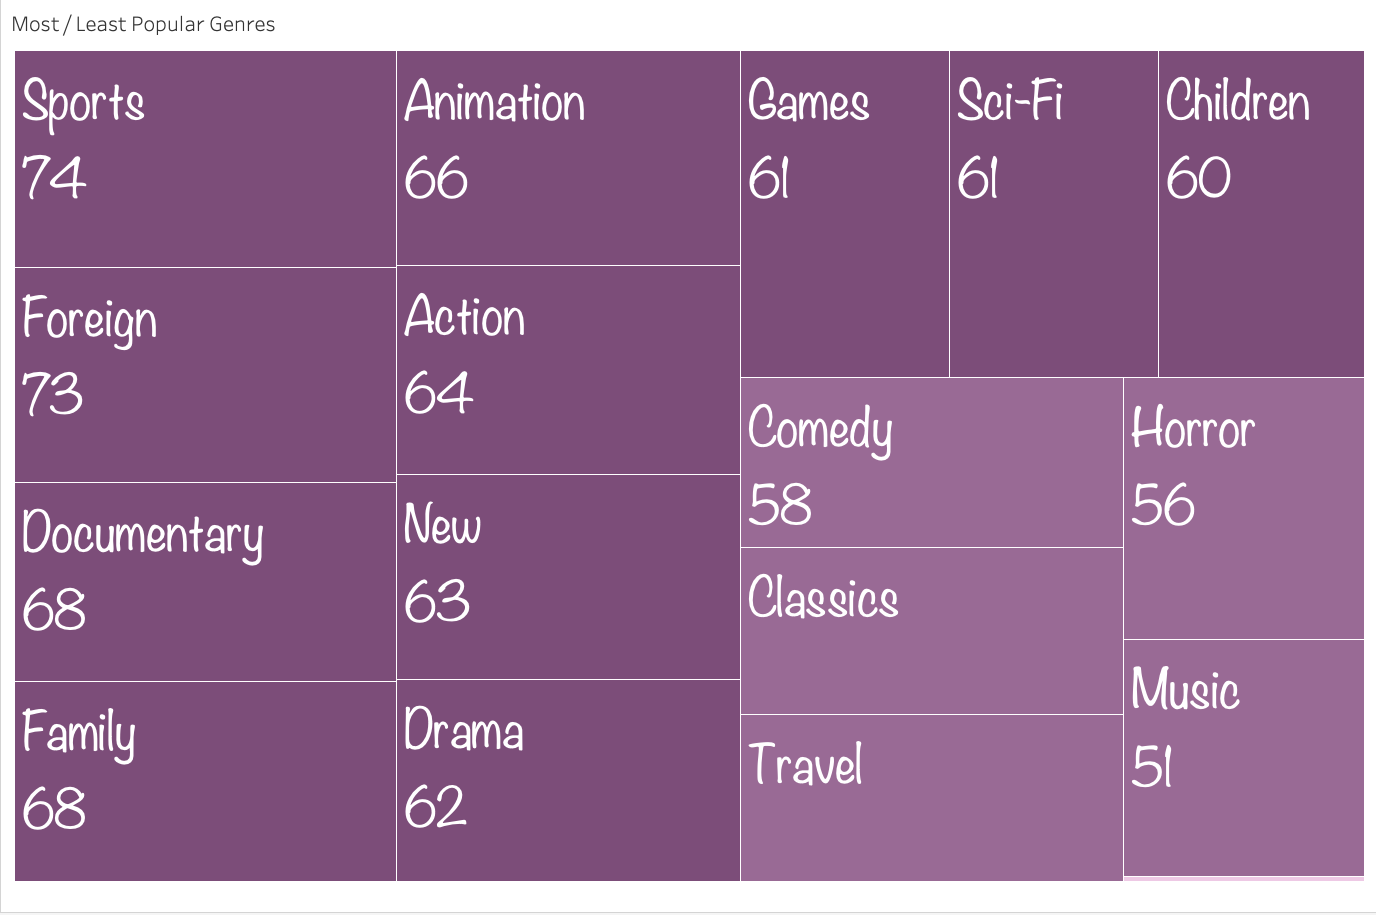 Most / Least Popular Genres
Sports
74
Foreign
73
Documentary
68
Family
68
Animation
66
Action
64
New
63
Drama
62
Games
61
Sci-Fi
61
Children
60
Comedy
58
Classics
Travel
Horror
56
Music
51